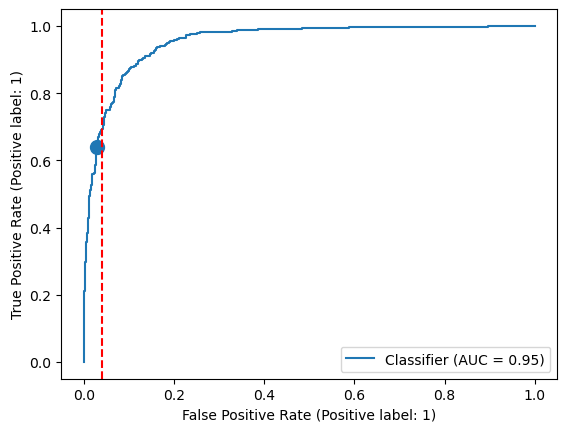 1.0
0.8
0.6
0.4
0.2
0.0
True Positive Rate (Positive label: 1)
Classifier (AUC = 0.95)
0.0 0.2 0.4 0.6 0.8 1.0
False Positive Rate (Positive label: 1)